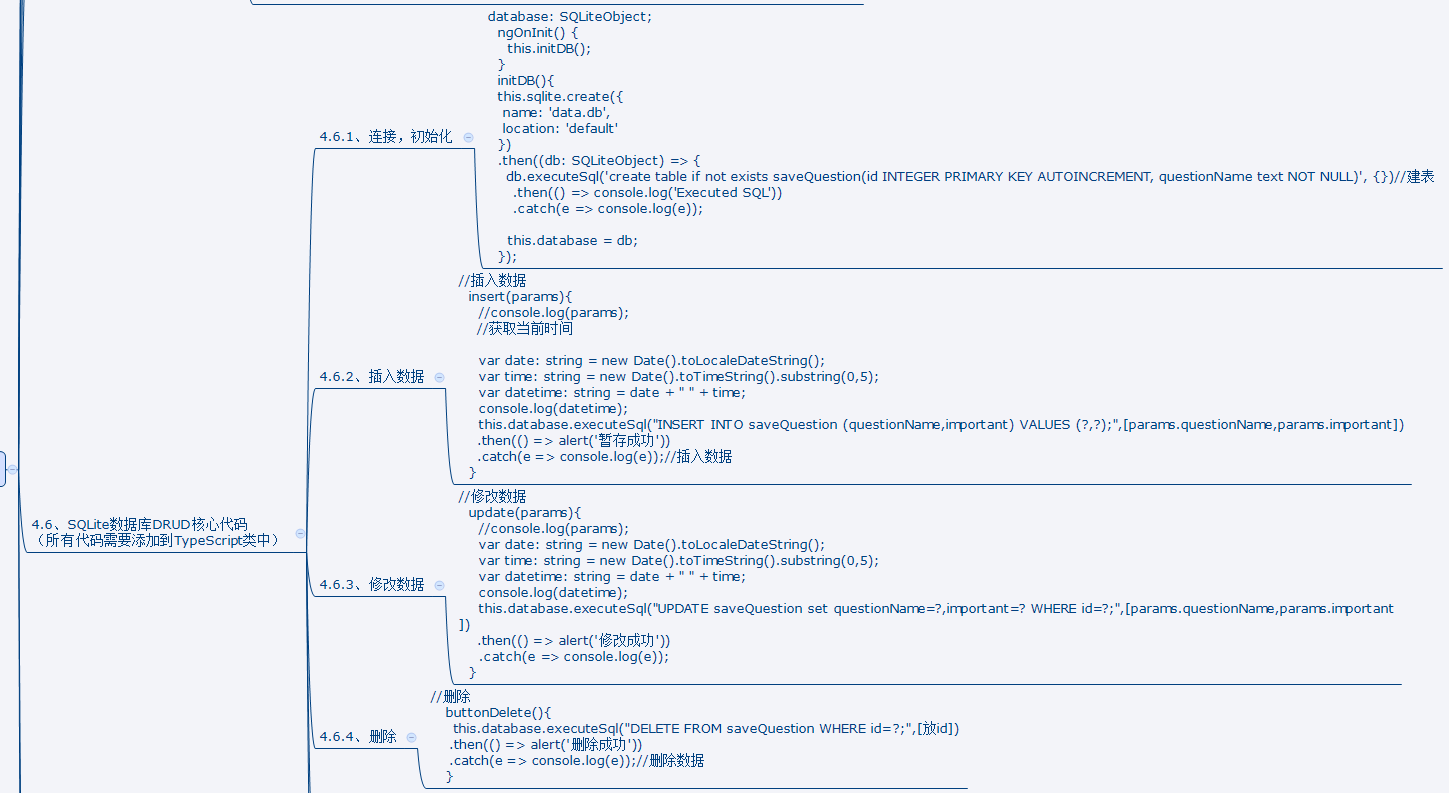 4.6、SQLite数据库DRUD核心代码
（所有代码需要添加到TypeScript类中）
4.6.1、连接，初始化
database: SQLiteObject;
ngOnInit() {
this.initDB();
}
initDB(){
this.sqlite.create({
name: 'data.db',
location: 'default'
})
.then((db: SQLiteObject) => {
db.executeSql('create table if not exists saveQuestion(id INTEGER PRIMARY KEY AUTOINCREMENT, questionName text NOT NULL)', {})//建表
.then(() => console.log('Executed SQL'))
.catch(e => console.log(e));
this.database = db;
});
4.6.2、插入数据
//插入数据
insert(params){
//console.log(params);
//获取当前时间
var date: string = new Date().toLocaleDateString();
var time: string = new Date().toTimeString().substring(0,5);
var datetime: string = date + " " + time;
console.log(datetime);
this.database.executeSql("INSERT INTO saveQuestion (questionName,important) VALUES (?,?);",[params.questionName,params.important])
.then(() => alert('暂存成功'))
.catch(e => console.log(e));//插入数据
}
4.6.3、修改数据
//修改数据
update(params){
//console.log(params);
var date: string = new Date().toLocaleDateString();
var time: string = new Date().toTimeString().substring(0,5);
var datetime: string = date + " " + time;
console.log(datetime);
this.database.executeSql("UPDATE saveQuestion set questionName=?,important=? WHERE id=?;",[params.questionName,params.important
])
.then(() => alert('修改成功'))
.catch(e => console.log(e));
}
4.6.4、删除
//删除
buttonDelete(){
this.database.executeSql("DELETE FROM saveQuestion WHERE id=?;",[放id])
.then(() => alert('删除成功'))
.catch(e => console.log(e));//删除数据
}